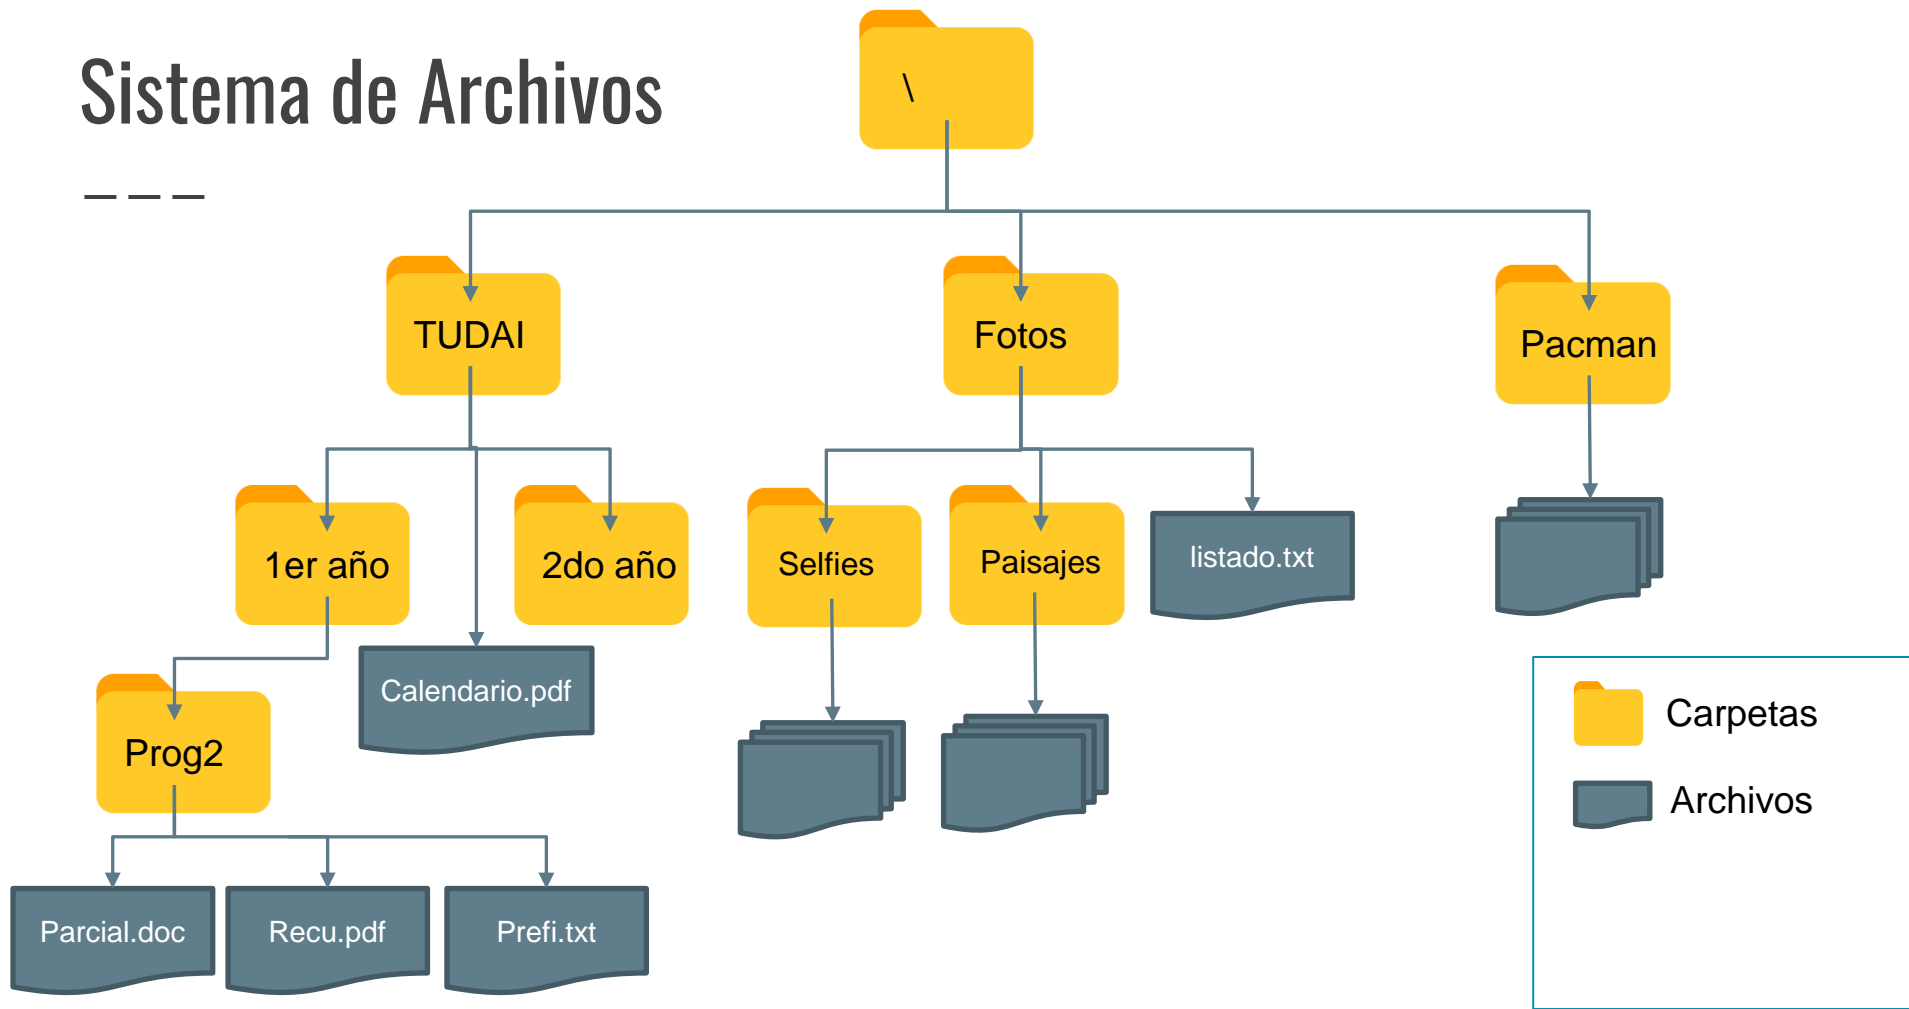 Sistema de Archivos
\
TUDAI
Fotos
Pacman
1er año
2do año
Selfies
Paisajes
listado.txt
Calendario.pdf
Prog2
Carpetas
Archivos
Parcial.doc
Recu.pdf
Prefi.txt